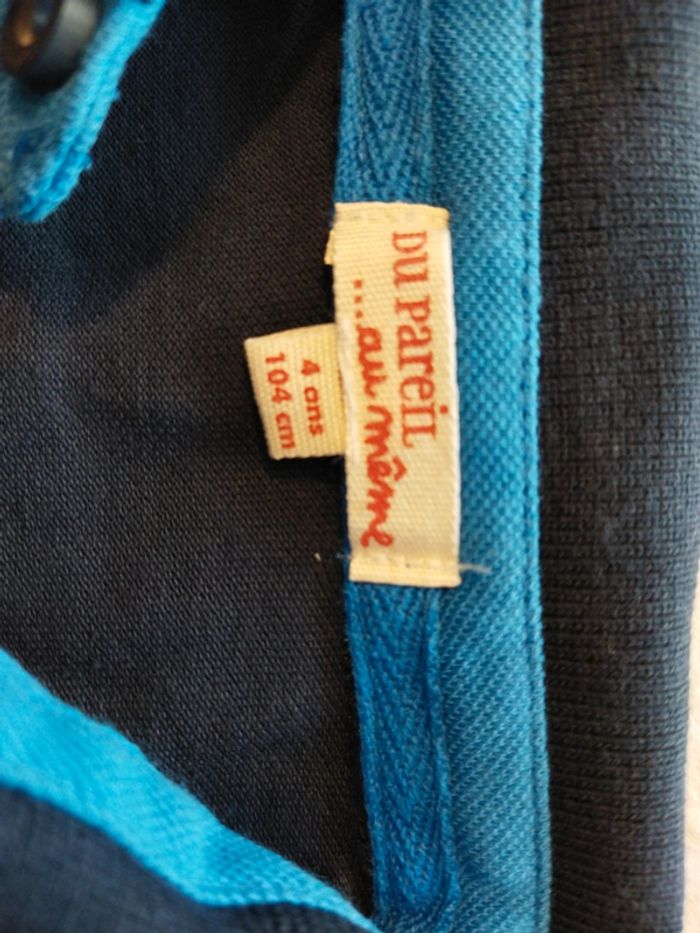 DU PaReiL
....au même
4 ans
104 cm